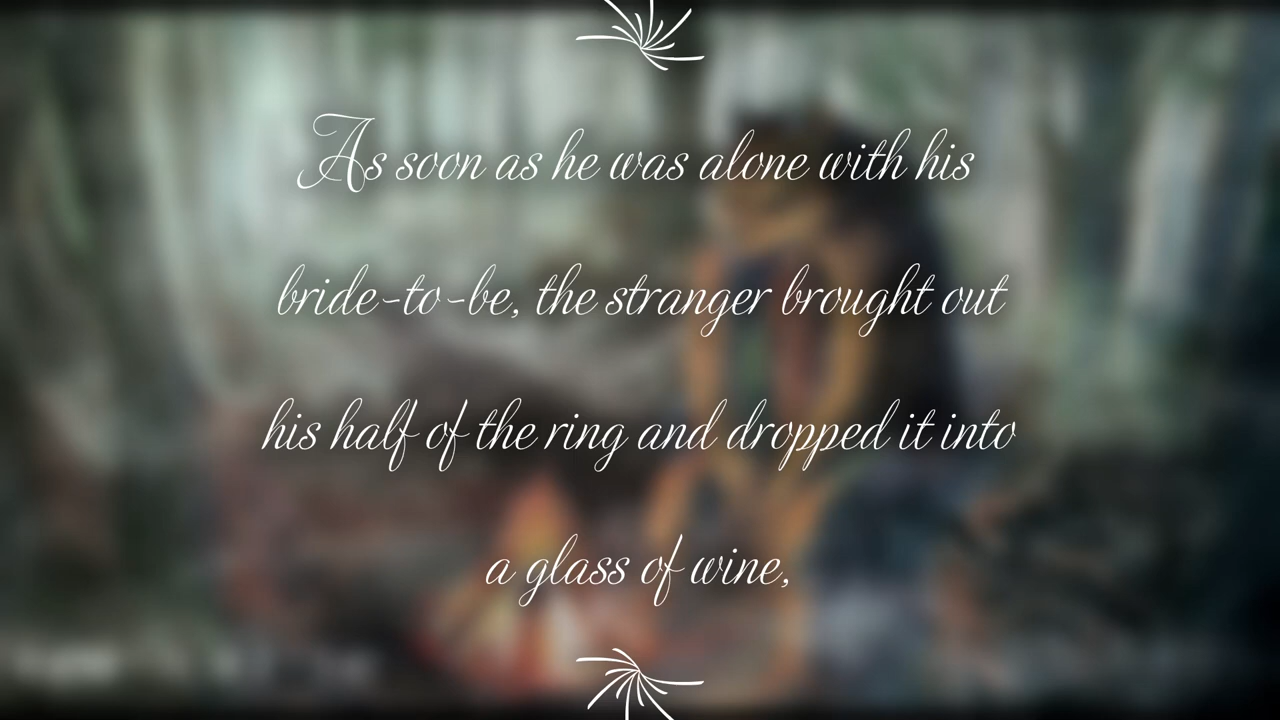 As soon as he was alone with his
bride-to-be, the stranger brought out
his half of the ring and dropped it into
a glass of wine,